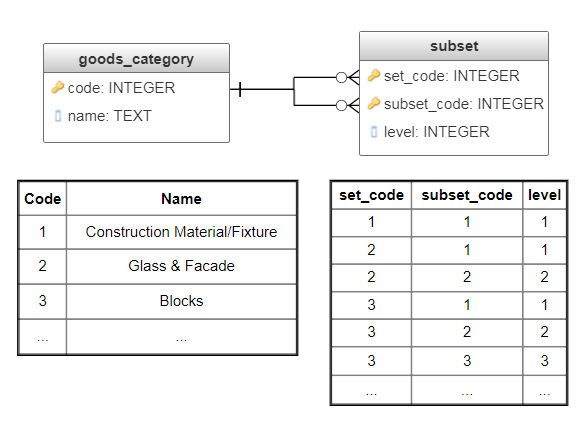 goods_category
code: INTEGER
name: TEXT
subset
set_code: INTEGER
subset_code: INTEGER
level: INTEGER
Code Name
1 Construction Material/Fixture
2 Glass & Facade
3 Blocks
... ...
set_code subset_code level
1 1 1
2 1 1
2 2 2
3 1 1
3 2 2
3 3 3
... ... ...